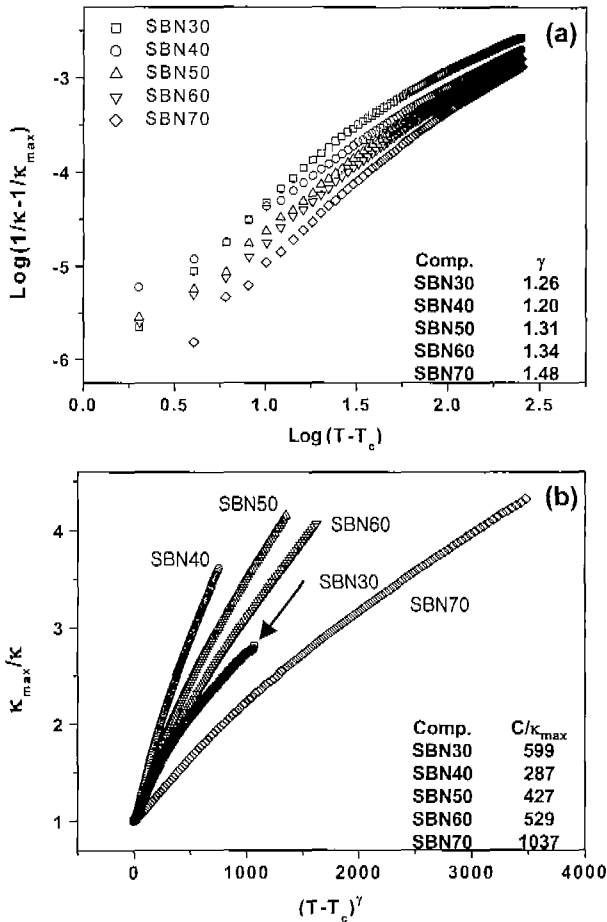 (a)
SBN30
SBN40
SBN50
SBN60
SBN70
Log(1/κ-1/κmax)
-3
-4
-5
-6
Comp. γ
SBN30 1.26
SBN40 1.20
SBN50 1.31
SBN60 1.34
SBN70 1.48
0.0 0.5 1.0 1.5 2.0 2.5
Log(T-Tc)
(b)
SBN50
SBN60
SBN40
SBN30
SBN70
κmax/κ
4
3
2
1
Comp. C/κmax
SBN30 599
SBN40 287
SBN50 427
SBN60 529
SBN70 1037
0 1000 2000 3000 4000
(T-Tc)γ